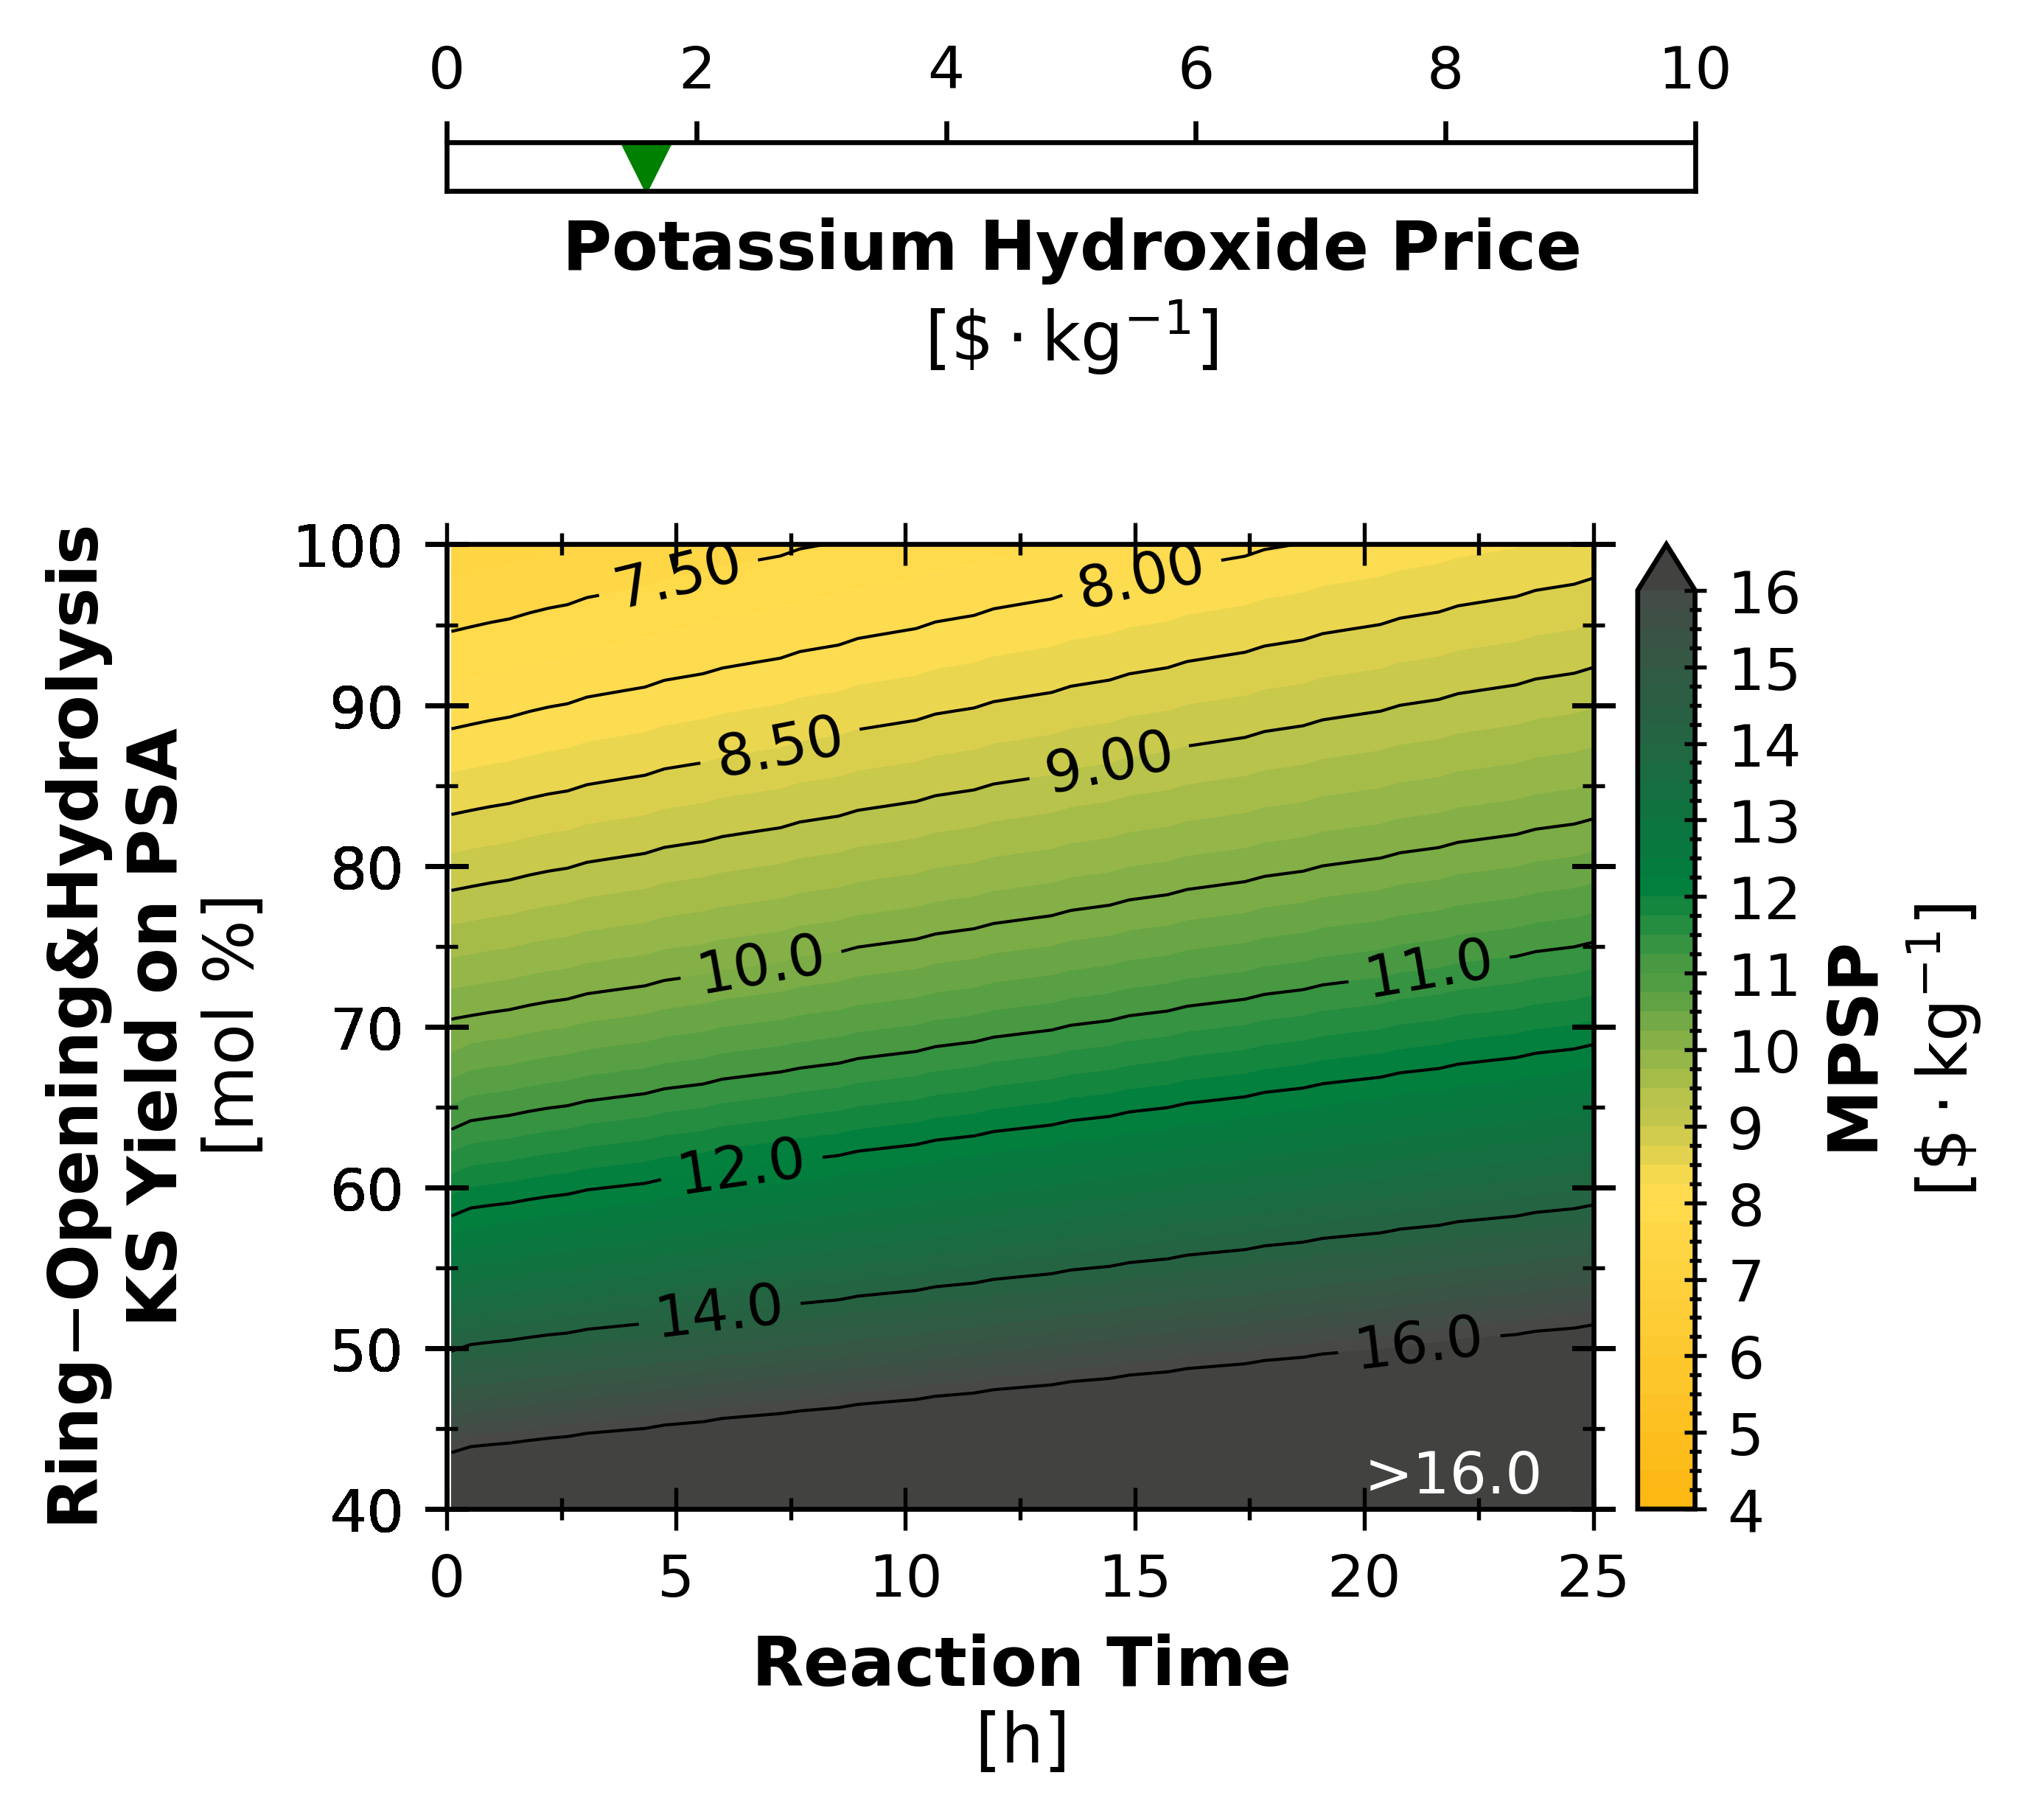 0 2 4 6 8 10
Potassium Hydroxide Price
[$ · kg⁻¹]
Ring−Opening&Hydrolysis
KS Yield on PSA
[mol %]
100
90
80
70
60
50
40
7.50
8.00
8.50
9.00
10.0
11.0
12.0
14.0
16.0
>16.0
0 5 10 15 20 25
Reaction Time
[h]
16
15
14
13
12
11
10
9
8
7
6
5
4
MPSP
[$ · kg⁻¹]